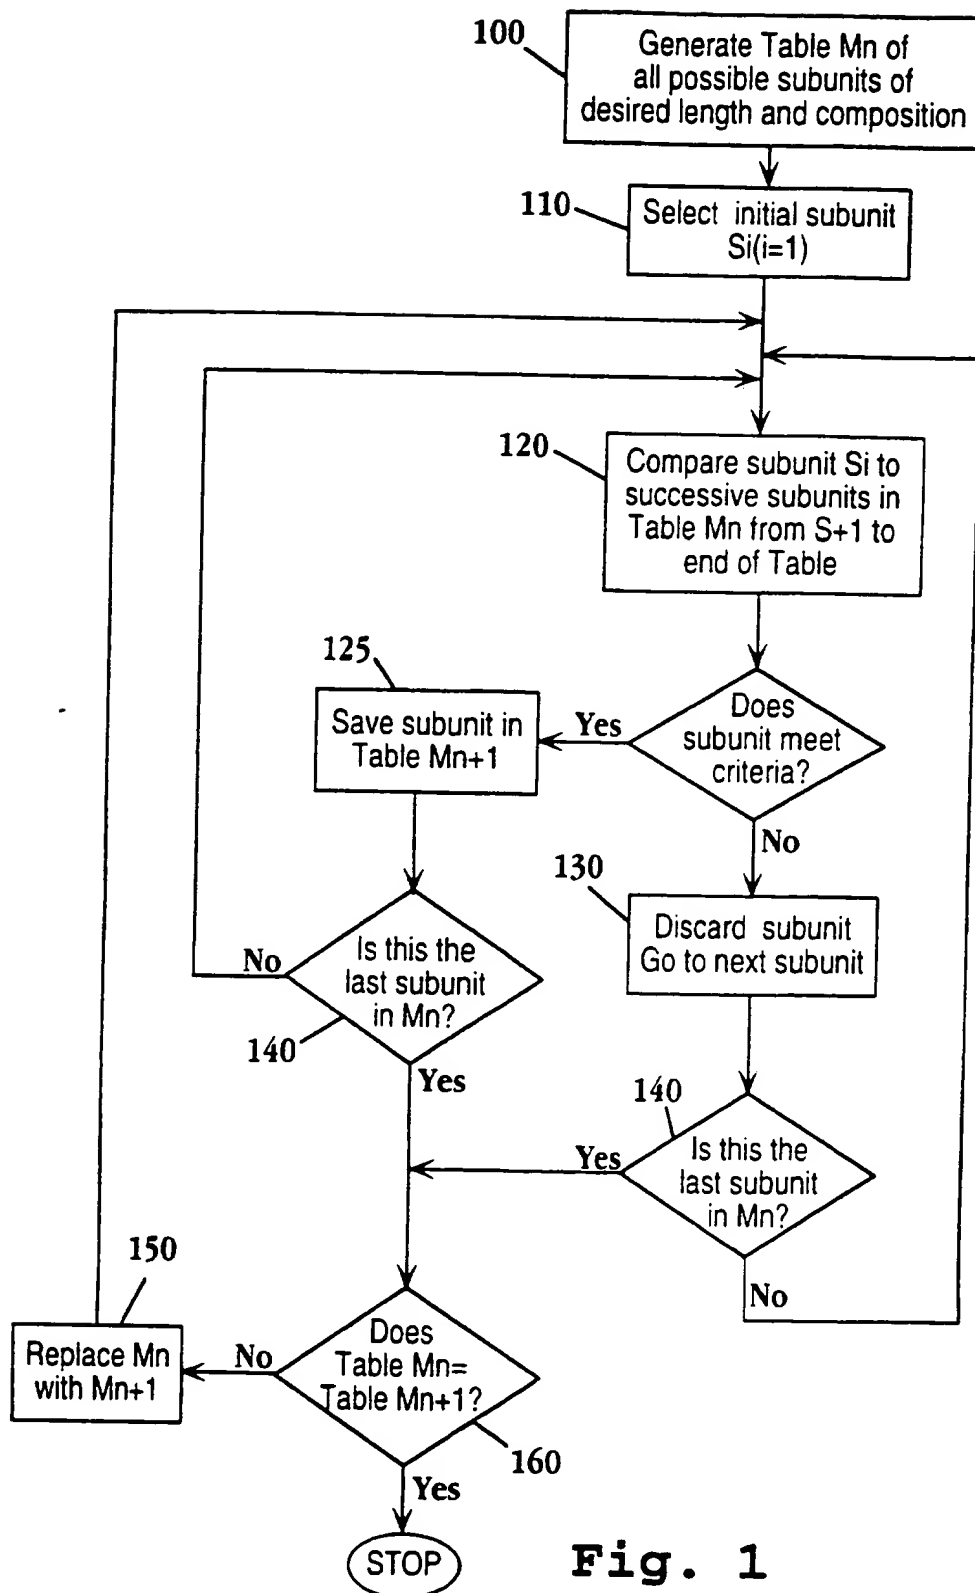 100
Generate Table Mn of
all possible subunits of
desired length and composition
110
Select initial subunit
Si(i=1)
120
Compare subunit Si to
successive subunits in
Table Mn from S+1 to
end of Table
125
Save subunit in
Table Mn+1
Yes
Does
subunit meet
criteria?
No
130
Discard subunit
Go to next subunit
No
Is this the
last subunit
in Mn?
140
Yes
140
Yes
Is this the
last subunit
in Mn?
No
150
Replace Mn
with Mn+1
No
Does
Table Mn=
Table Mn+1?
160
Yes
STOP
Fig. 1